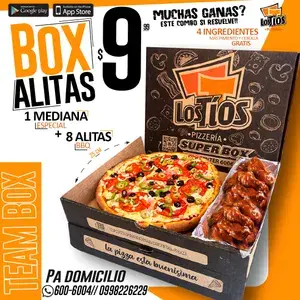 Google play
App Store
BOX
ALITAS
$9.99
¿MUCHAS GANAS?
ESTE COMBO SI RESUELVE!!
4 INGREDIENTES
GRATIS
1 MEDIANA
ESPECIAL
+ 8 ALITAS
BBQ
LOS TÍOS
LOSTÍOS
PIZZERÍA
SUPER BOX
la pizza esta buenísima
TEAM BOX
PA DOMICILIO
600-6004// 0998226229